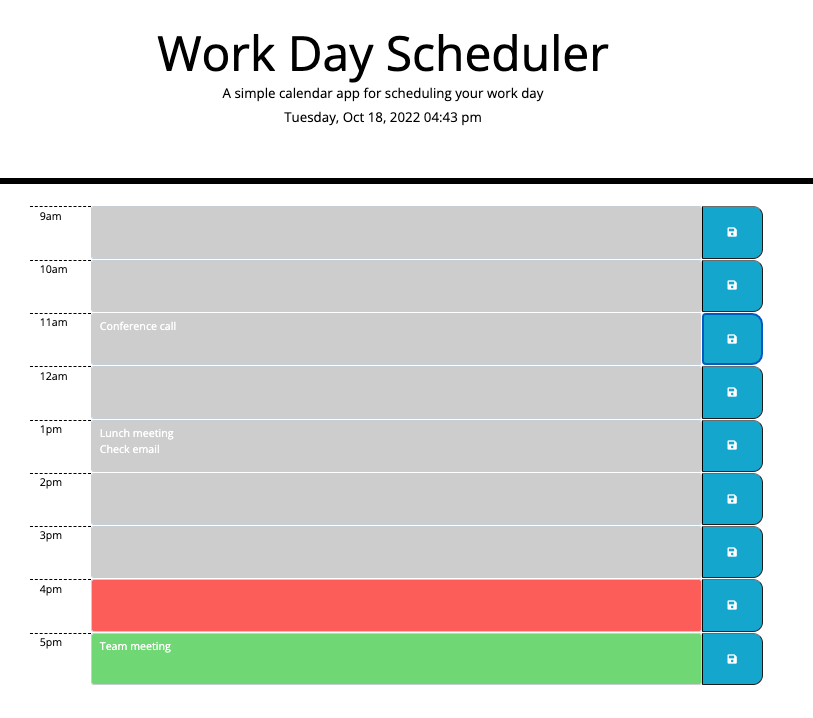 Work Day Scheduler
A simple calendar app for scheduling your work day
Tuesday, Oct 18, 2022 04:43 pm
9am
10am
11am
Conference call
12am
1pm
Lunch meeting
Check email
2pm
3pm
4pm
5pm
Team meeting